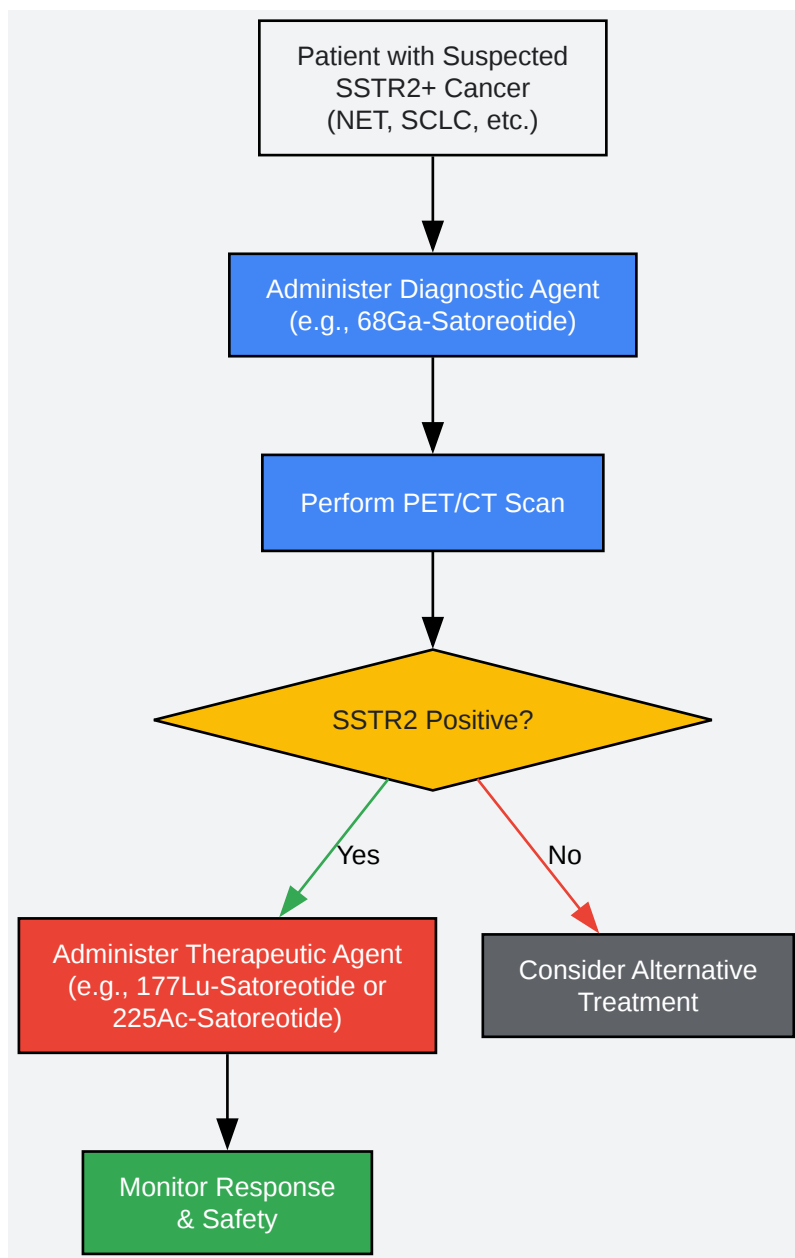 Patient with Suspected
SSTR2+ Cancer
(NET, SCLC, etc.)
Administer Diagnostic Agent
(e.g., 68Ga-Satoreotide)
Perform PET/CT Scan
SSTR2 Positive?
Yes
No
Administer Therapeutic Agent
(e.g., 177Lu-Satoreotide or
225Ac-Satoreotide)
Consider Alternative
Treatment
Monitor Response
& Safety